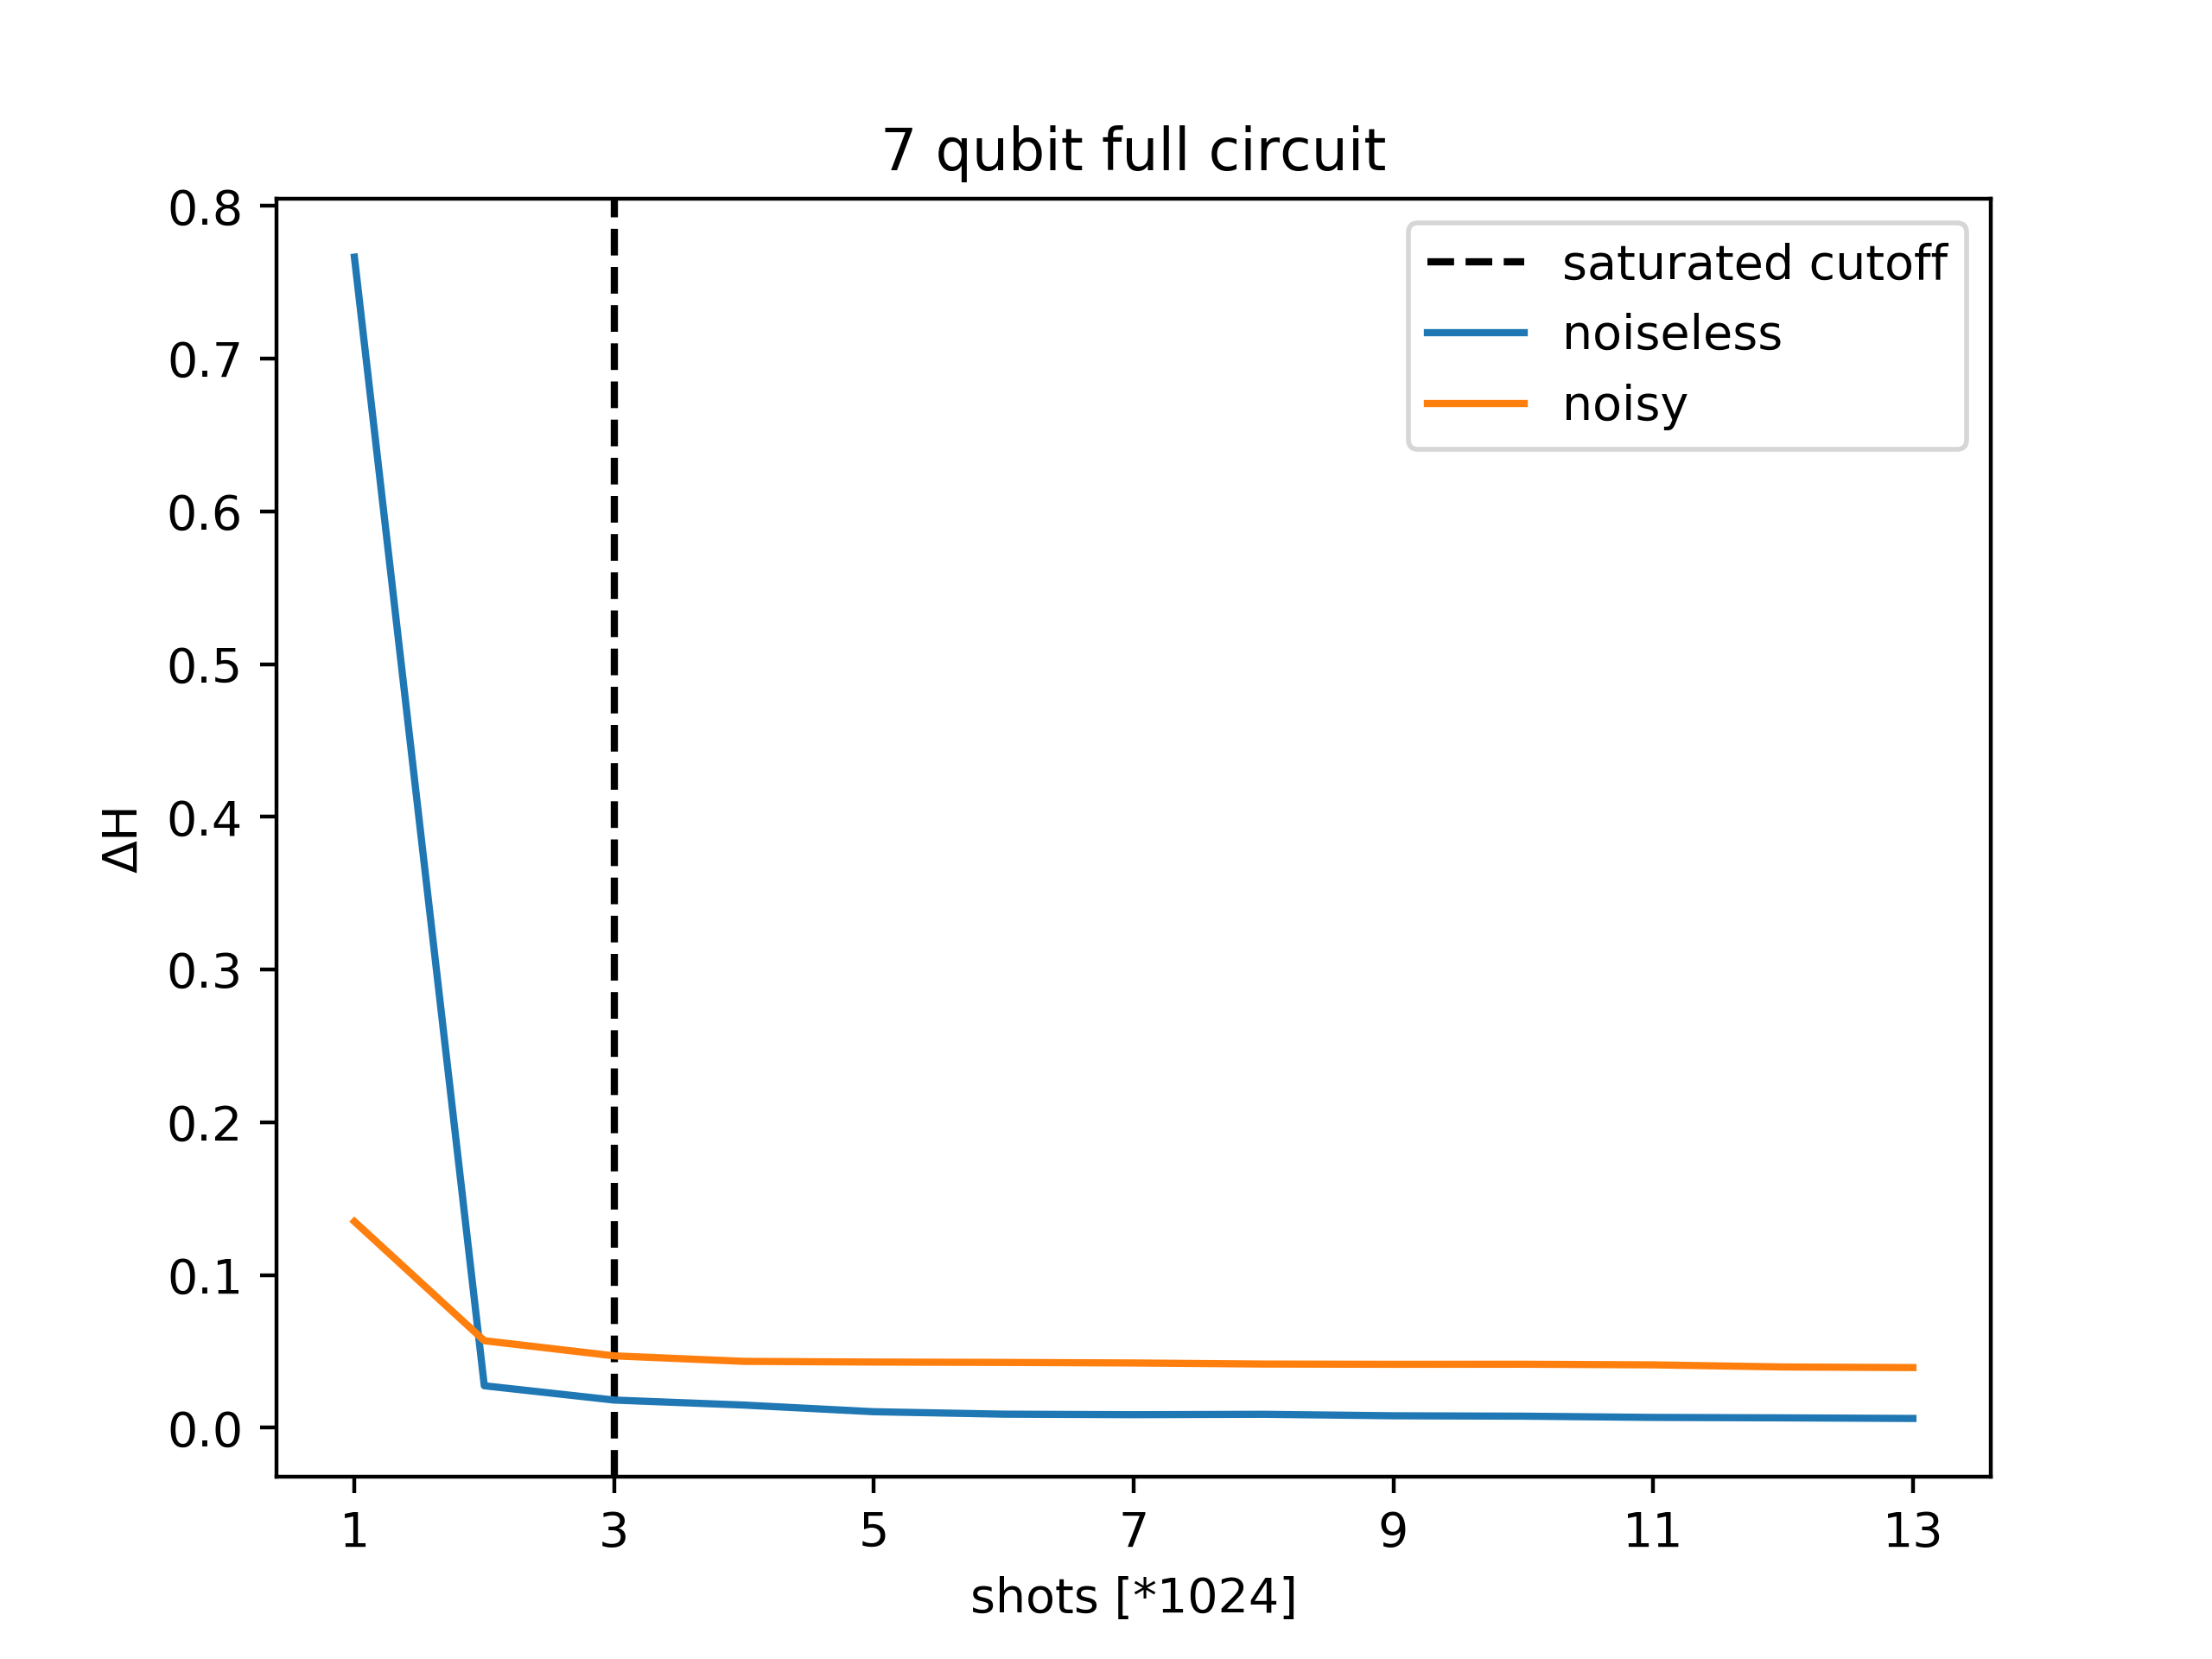 7 qubit full circuit
0.8
0.7
0.6
0.5
0.4
0.3
0.2
0.1
0.0
ΔH
saturated cutoff
noiseless
noisy
1 3 5 7 9 11 13
shots [*1024]